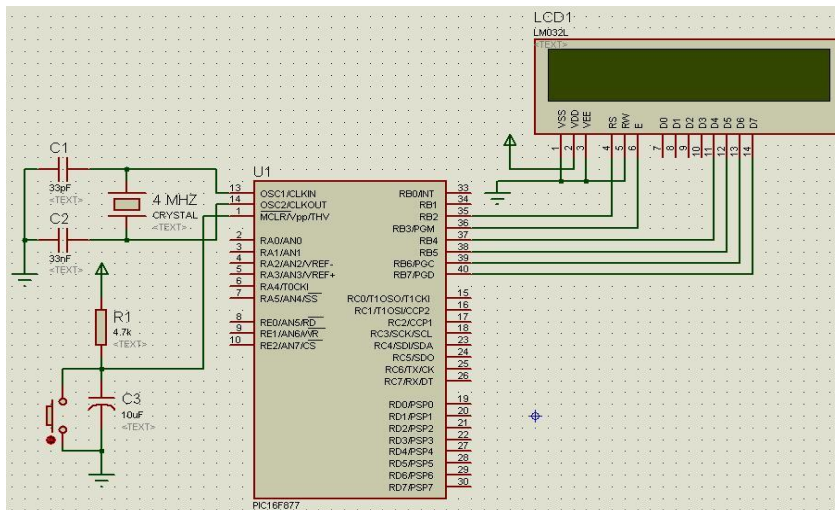 LCD1
LM032L
<TEXT>
VSS VDD VEE RS RW E D0 D1 D2 D3 D4 D5 D6 D7
1 2 3 4 5 6 7 8 9 10 11 12 13 14
C1
33pF
<TEXT>
4 MHZ
CRYSTAL
<TEXT>
C2
33nF
<TEXT>
R1
4.7k
<TEXT>
C3
10uF
<TEXT>
U1
13 OSC1/CLKIN RB0/INT 33
14 OSC2/CLKOUT RB1 34
1 MCLR/Vpp/THV RB2 35
RB3/PGM 36
2 RA0/AN0 RB4 37
3 RA1/AN1 RB5 38
4 RA2/AN2/VREF- RB6/PGC 39
5 RA3/AN3/VREF+ RB7/PGD 40
6 RA4/T0CKI
7 RA5/AN4/SS RC0/T1OSO/T1CKI 15
RC1/T1OSI/CCP2 16
8 RE0/AN5/RD RC2/CCP1 17
9 RE1/AN6/WR RC3/SCK/SCL 18
10 RE2/AN7/CS RC4/SDI/SDA 23
RC5/SDO 24
RC6/TX/CK 25
RC7/RX/DT 26
RD0/PSP0 19
RD1/PSP1 20
RD2/PSP2 21
RD3/PSP3 22
RD4/PSP4 27
RD5/PSP5 28
RD6/PSP6 29
RD7/PSP7 30
PIC16F877